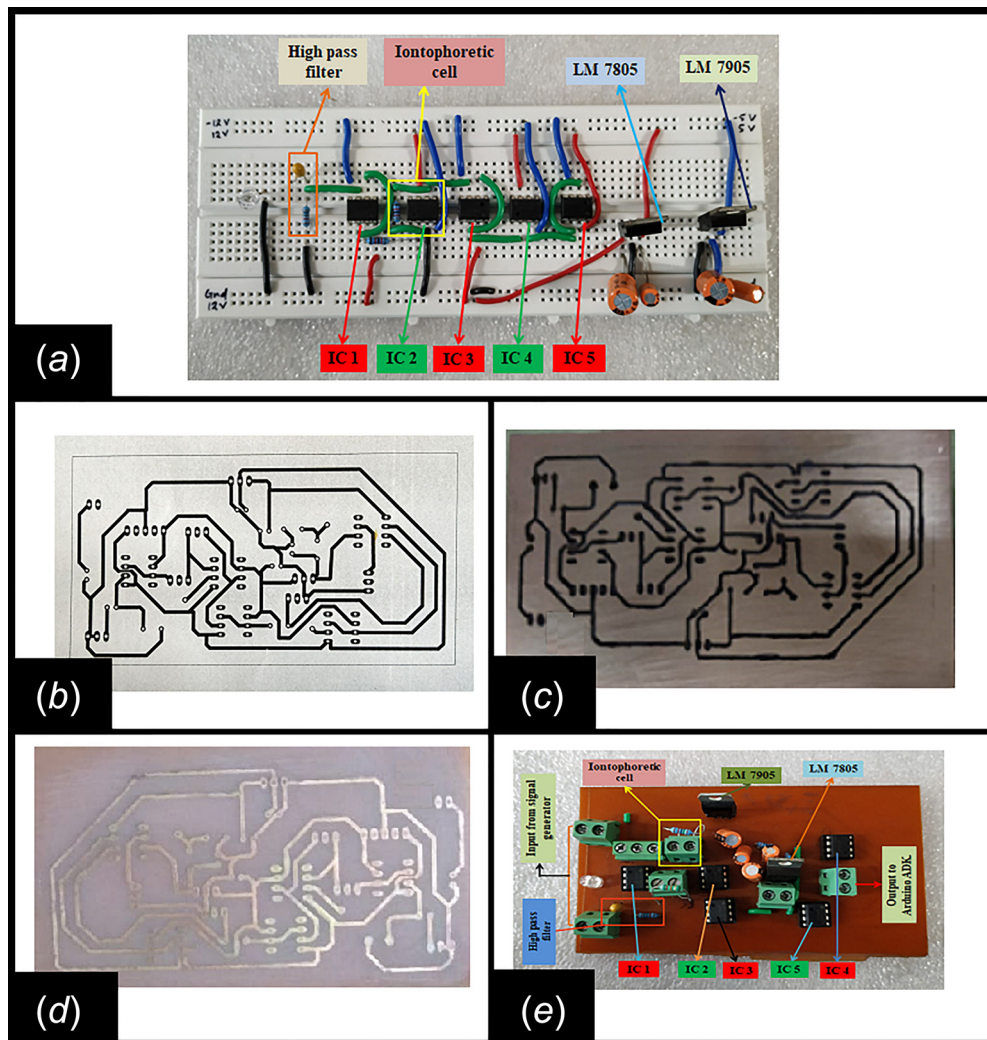 High pass
filter
Iontophoretic
cell
LM 7805
LM 7905
-12V
12V
-5V
5V
Gnd
12V
IC 1
IC 2
IC 3
IC 4
IC 5
(a)
(b)
(c)
(d)
(e)
Input from signal
generator
High pass
filter
Iontophoretic
cell
LM 7905
LM 7805
Output to
Arduino ADK.
IC 1
IC 2
IC 3
IC 5
IC 4